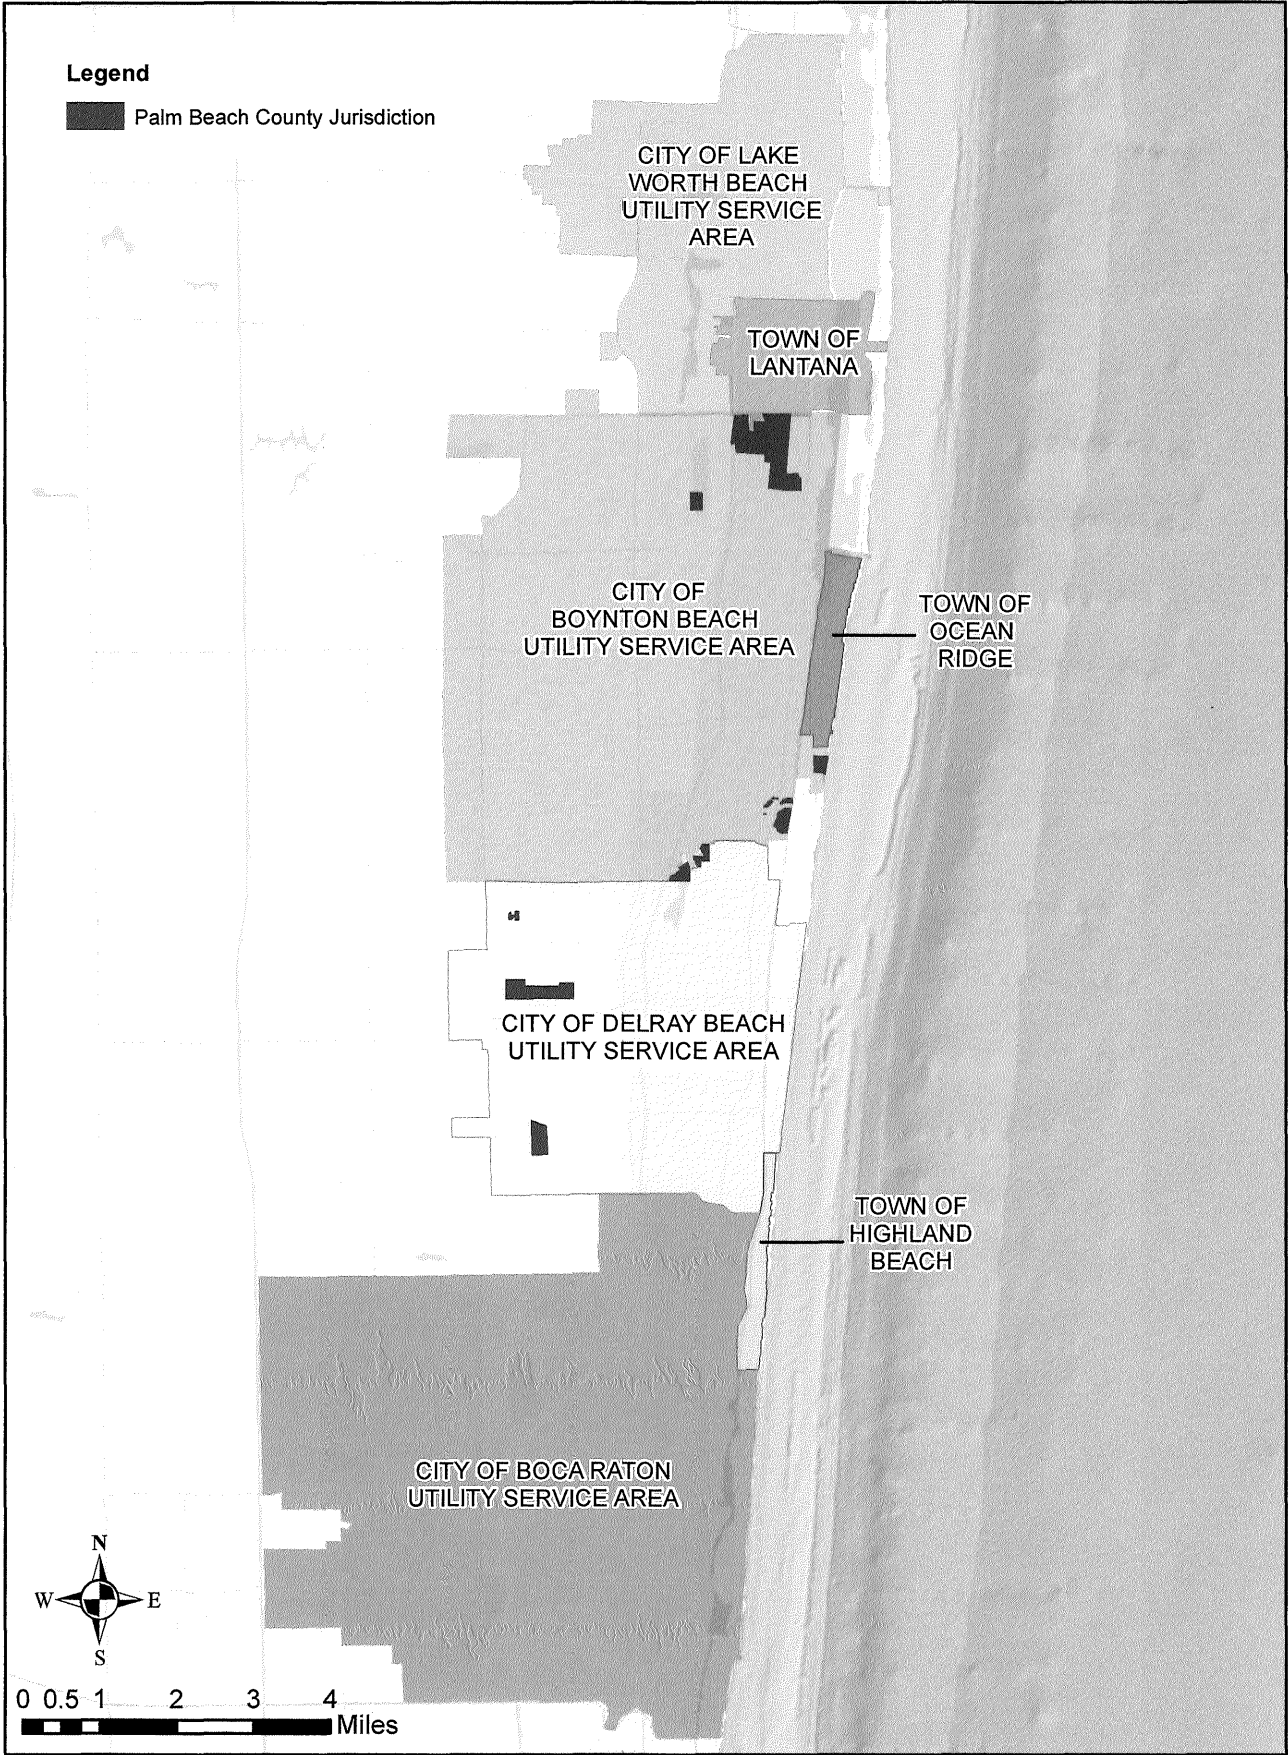 Legend
Palm Beach County Jurisdiction
CITY OF LAKE
WORTH BEACH
UTILITY SERVICE
AREA
TOWN OF
LANTANA
CITY OF
BOYNTON BEACH
UTILITY SERVICE AREA
TOWN OF
OCEAN
RIDGE
CITY OF DELRAY BEACH
UTILITY SERVICE AREA
TOWN OF
HIGHLAND
BEACH
CITY OF BOCA RATON
UTILITY SERVICE AREA
N
W E
S
0 0.5 1 2 3 4
Miles